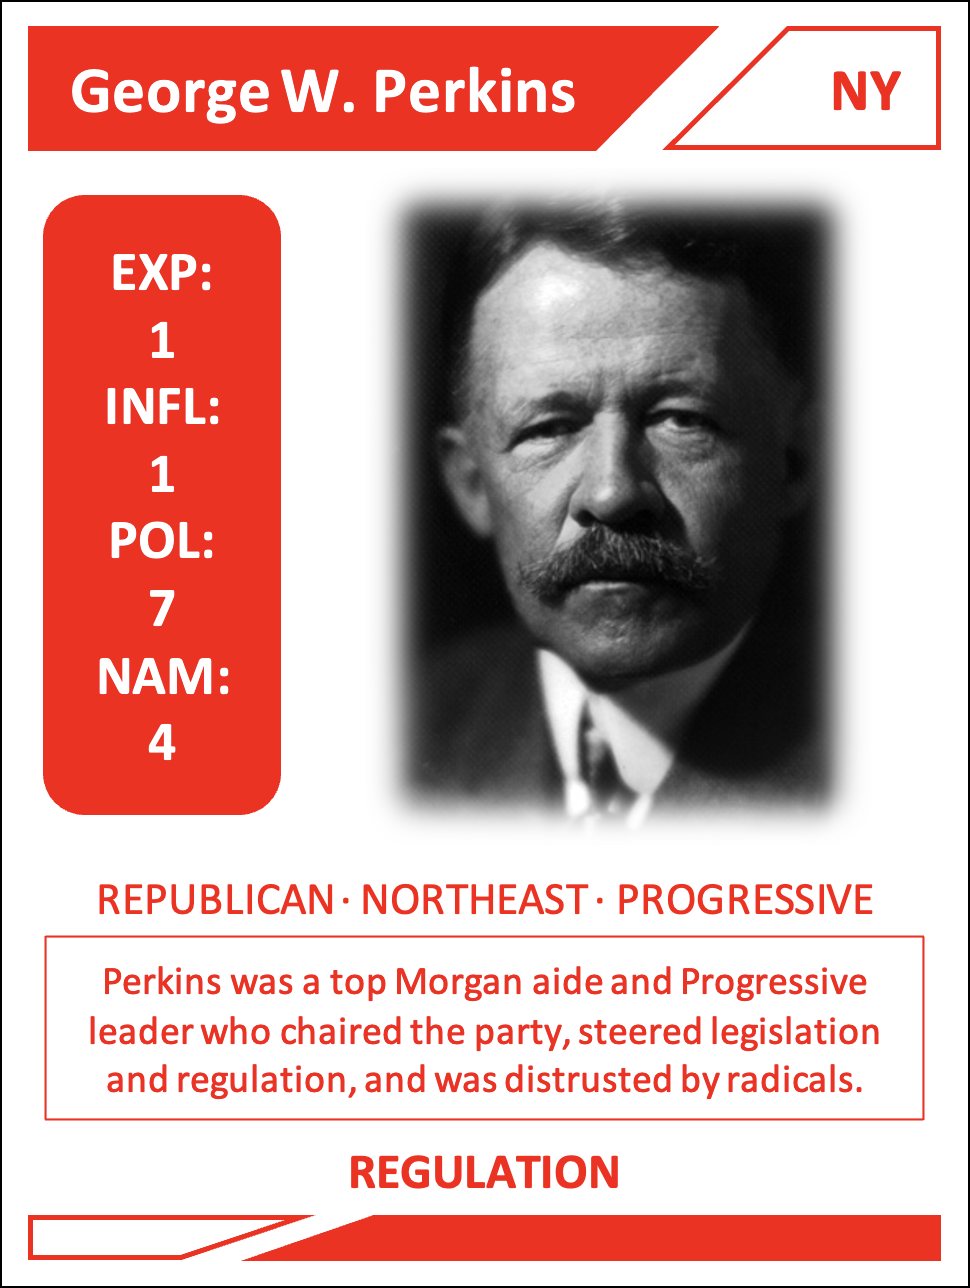 George W. Perkins
NY
EXP:
1
INFL:
1
POL:
7
NAM:
4
REPUBLICAN · NORTHEAST · PROGRESSIVE
Perkins was a top Morgan aide and Progressive
leader who chaired the party, steered legislation
and regulation, and was distrusted by radicals.
REGULATION